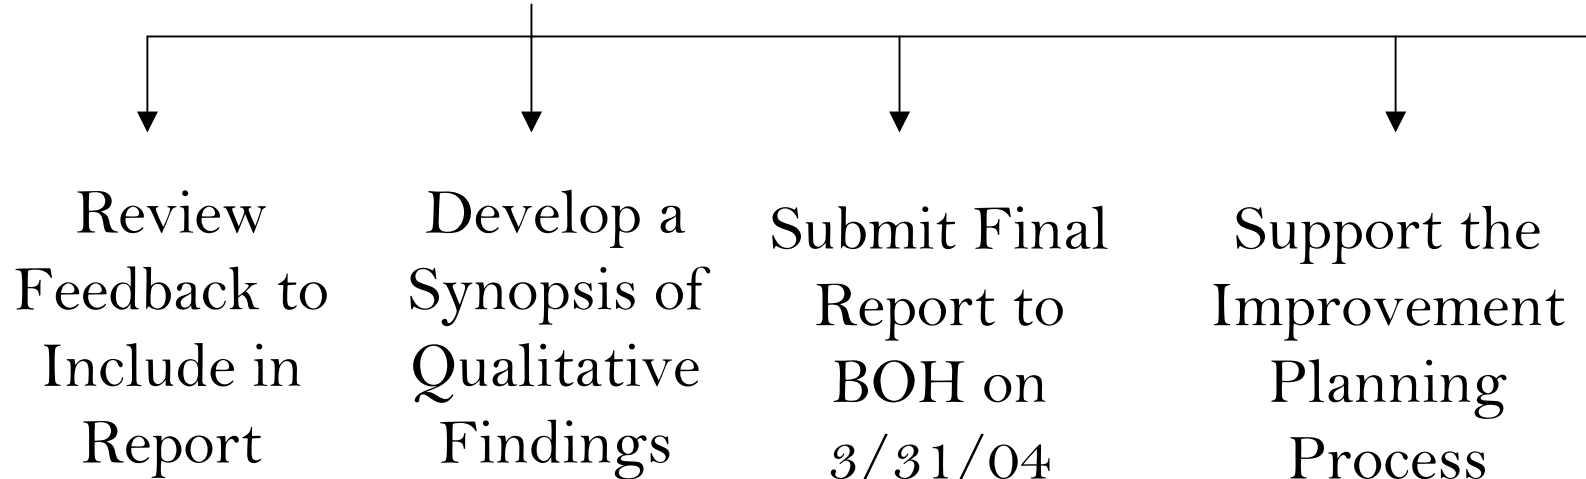 Review
Feedback to
Include in
Report
Develop a
Synopsis of
Qualitative
Findings
Submit Final
Report to
BOH on
3/31/04
Support the
Improvement
Planning
Process